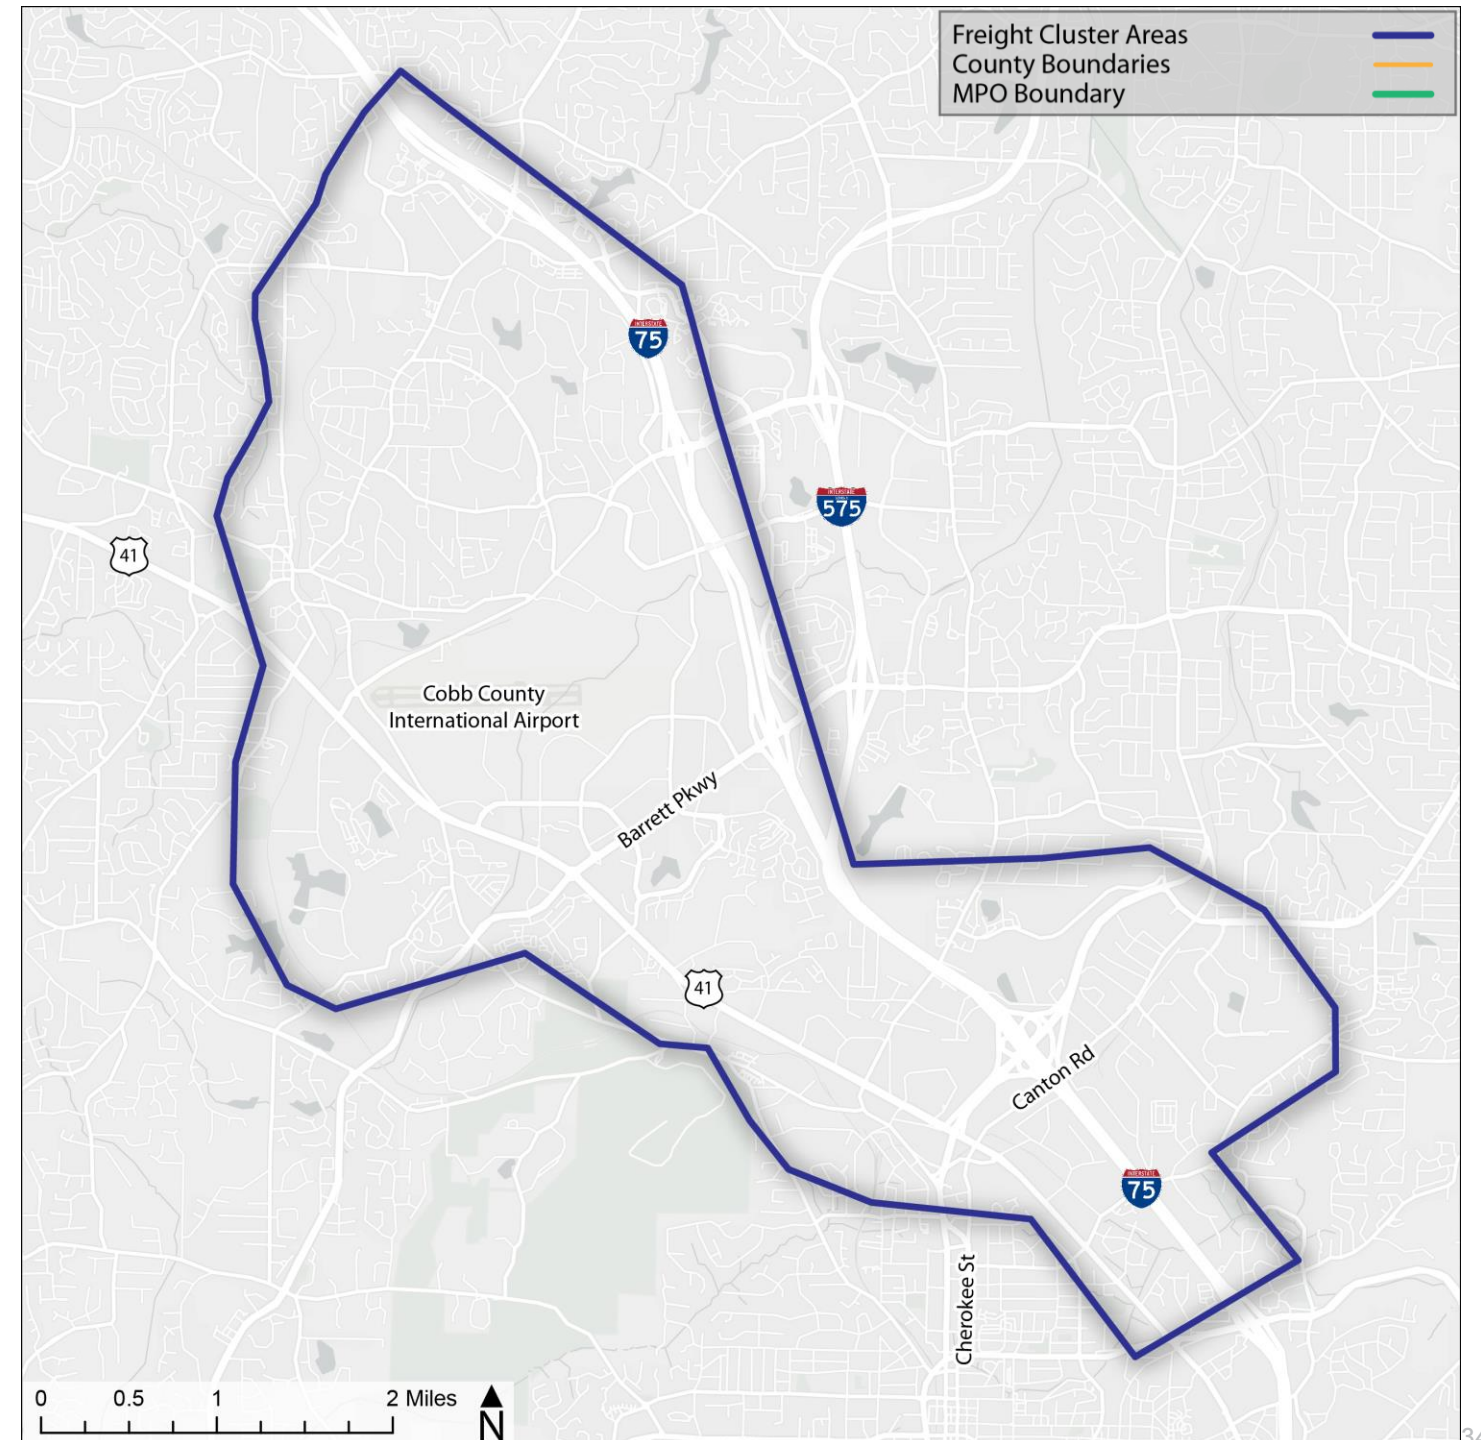 Freight Cluster Areas
County Boundaries
MPO Boundary
INTERSTATE
75
INTERSTATE
575
41
Cobb County
International Airport
Barrett Pkwy
41
Canton Rd
INTERSTATE
75
Cherokee St
0 0.5 1 2 Miles
N